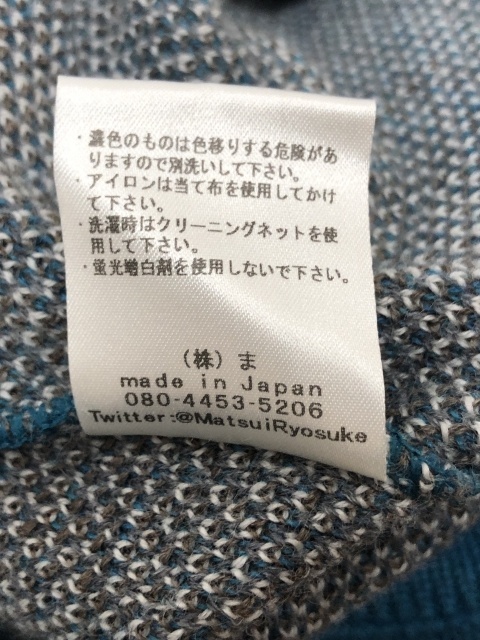 ・濃色のものは色移りする危険があ
りますので別洗いして下さい。
・アイロンは当て布を使用してかけ
て下さい。
・洗濯時はクリーニングネットを使
用して下さい。
・蛍光増白剤を使用しないで下さい。
(株)ま
made in Japan
080-4453-5206
Twitter:@MatsuiRyosuke